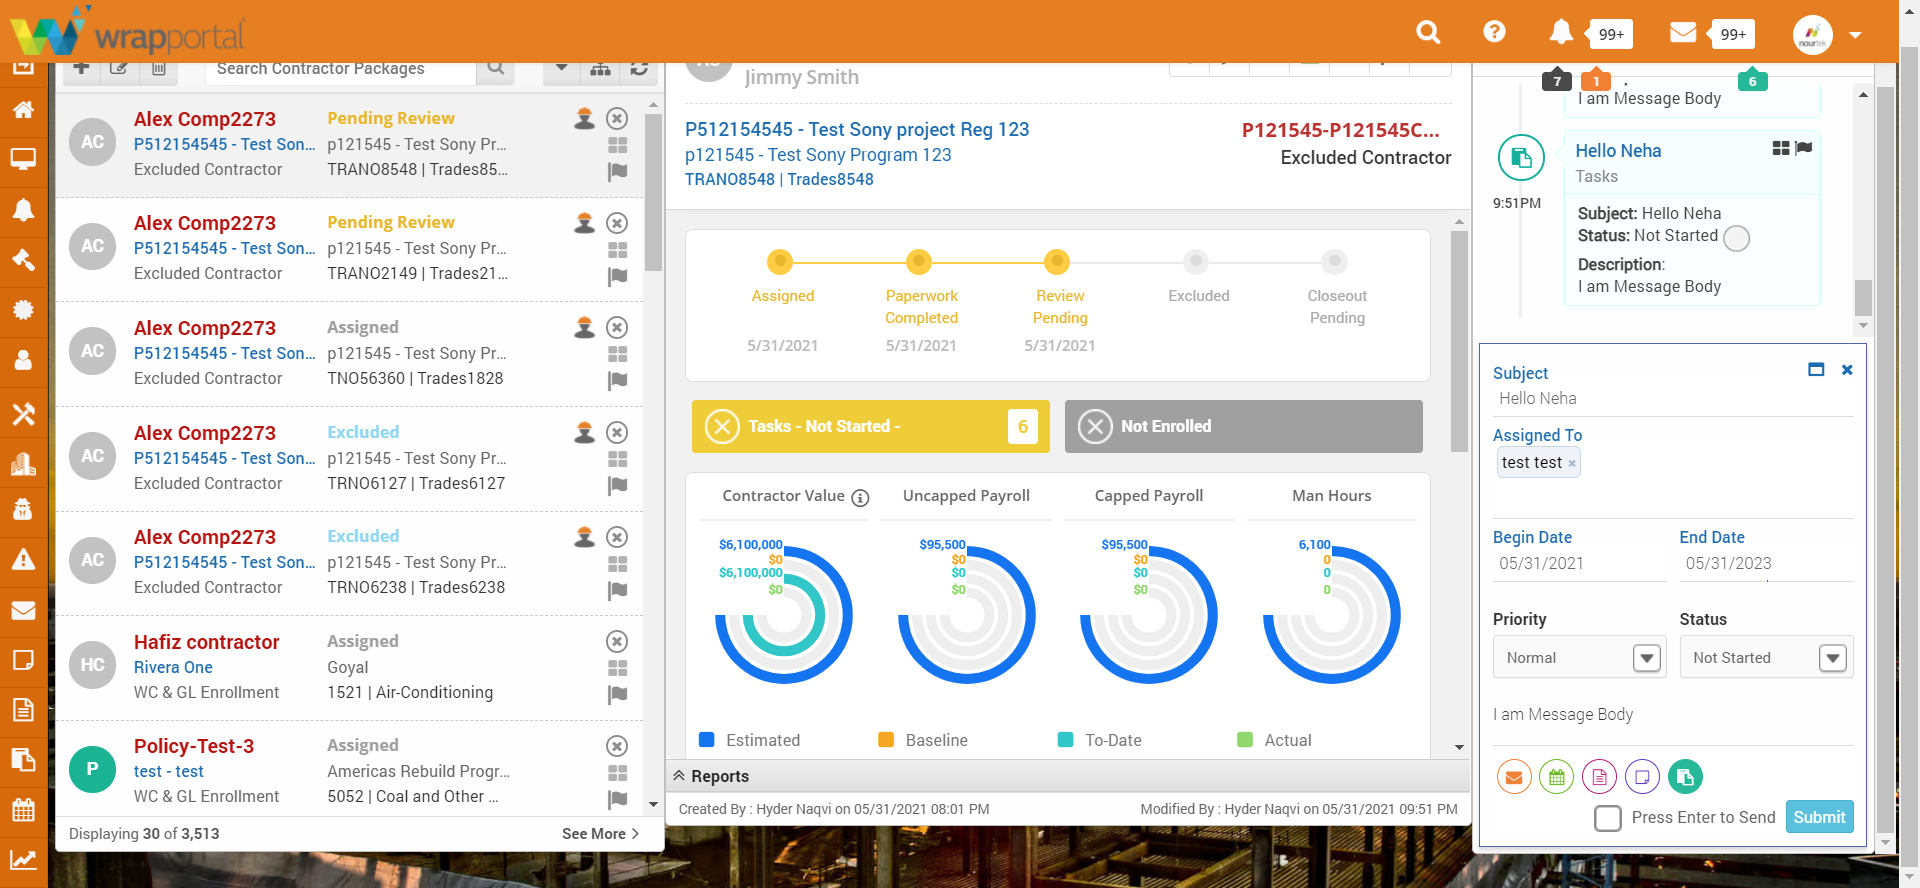 wrapportal
99+
99+
nourtek
Search Contractor Packages
AC
Alex Comp2273
Pending Review
P512154545 - Test Son...
p121545 - Test Sony Pr...
Excluded Contractor
TRANO8548 | Trades85...
AC
Alex Comp2273
Pending Review
P512154545 - Test Son...
p121545 - Test Sony Pr...
Excluded Contractor
TRANO2149 | Trades21...
AC
Alex Comp2273
Assigned
P512154545 - Test Son...
p121545 - Test Sony Pr...
Excluded Contractor
TNO56360 | Trades1828
AC
Alex Comp2273
Excluded
P512154545 - Test Son...
p121545 - Test Sony Pr...
Excluded Contractor
TRNO6127 | Trades6127
AC
Alex Comp2273
Excluded
P512154545 - Test Son...
p121545 - Test Sony Pr...
Excluded Contractor
TRNO6238 | Trades6238
HC
Hafiz contractor
Assigned
Rivera One
Goyal
WC & GL Enrollment
1521 | Air-Conditioning
P
Policy-Test-3
Assigned
test - test
Americas Rebuild Progr...
WC & GL Enrollment
5052 | Coal and Other ...
Displaying 30 of 3,513
See More
Jimmy Smith
P512154545 - Test Sony project Reg 123
P121545-P121545C...
p121545 - Test Sony Program 123
Excluded Contractor
TRANO8548 | Trades8548
Assigned
Paperwork
Completed
Review
Pending
Excluded
Closeout
Pending
5/31/2021
5/31/2021
5/31/2021
Tasks - Not Started -
6
Not Enrolled
Contractor Value
Uncapped Payroll
Capped Payroll
Man Hours
$6,100,000
$0
$6,100,000
$0
$95,500
$0
$0
$0
$95,500
$0
$0
$0
6,100
0
0
0
Estimated
Baseline
To-Date
Actual
Reports
Created By : Hyder Naqvi on 05/31/2021 08:01 PM
Modified By : Hyder Naqvi on 05/31/2021 09:51 PM
7
1
6
I am Message Body
9:51PM
Hello Neha
Tasks
Subject: Hello Neha
Status: Not Started
Description:
I am Message Body
Subject
Hello Neha
Assigned To
test test ×
Begin Date
End Date
05/31/2021
05/31/2023
Priority
Status
Normal
Not Started
I am Message Body
Press Enter to Send
Submit